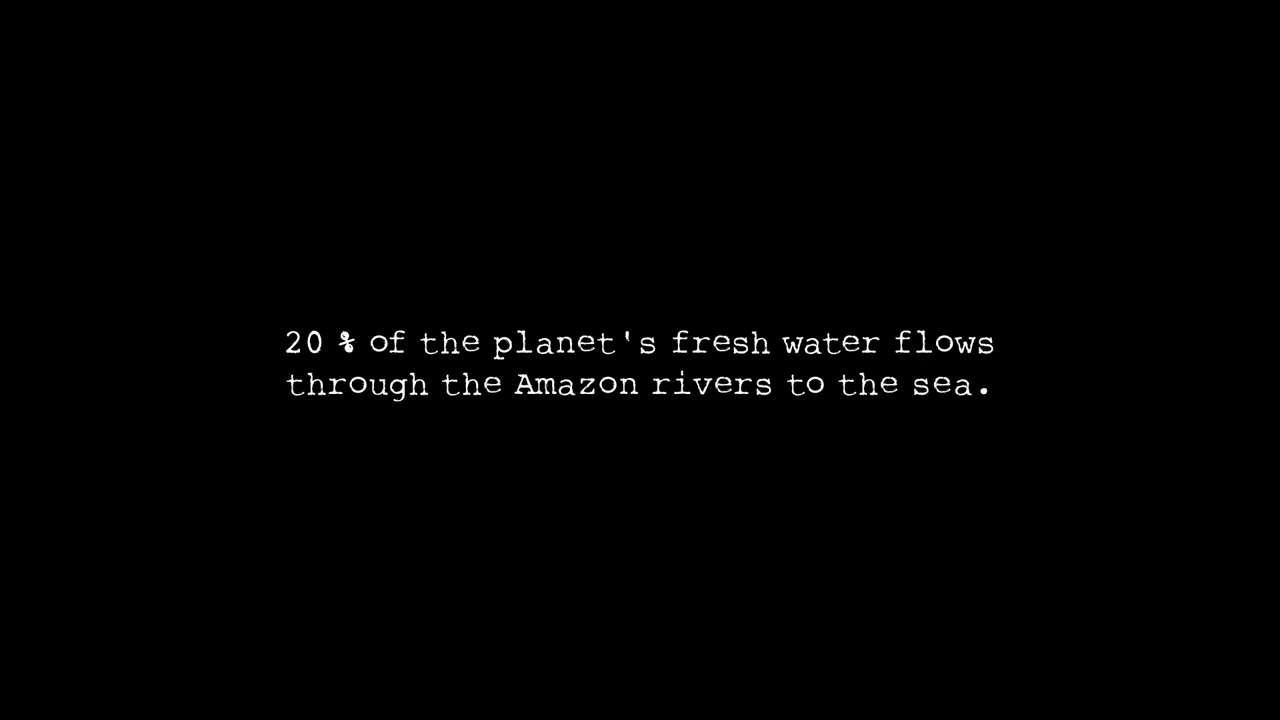 20 % of the planet's fresh water flows
through the Amazon rivers to the sea.